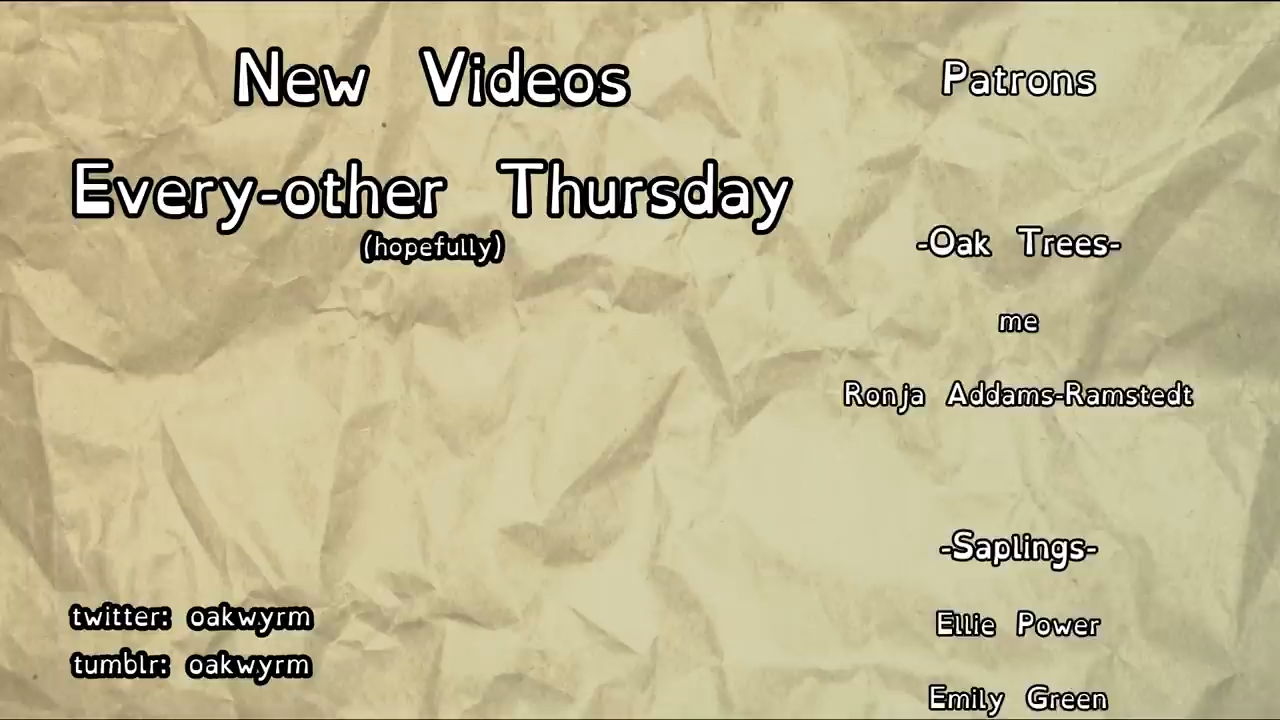 New Videos
Every-other Thursday
(hopefully)
twitter: oakwyrm
tumblr: oakwyrm
Patrons
-Oak Trees-
me
Ronja Addams-Ramstedt
-Saplings-
Ellie Power
Emily Green